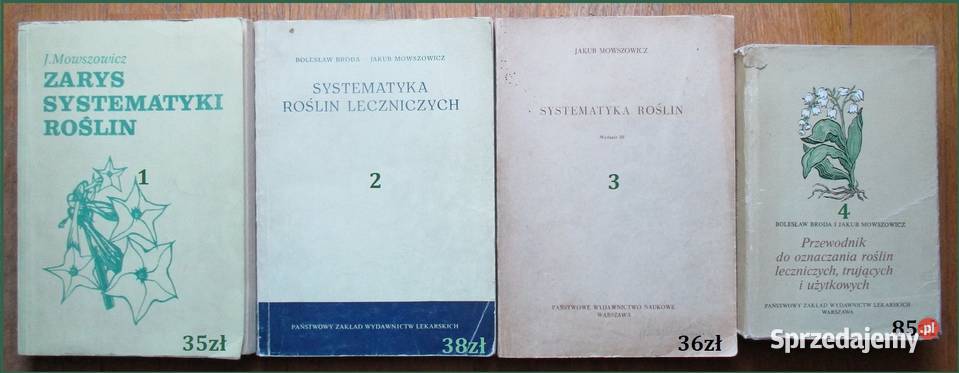 J.Mowszowicz
ZARYS
SYSTEMATYKI
ROŚLIN
1
35zł
BOLESŁAW BRODA JAKUB MOWSZOWICZ
SYSTEMATYKA
ROŚLIN LECZNICZYCH
2
PAŃSTWOWY ZAKŁAD WYDAWNICTW LEKARSKICH
38zł
JAKUB MOWSZOWICZ
SYSTEMATYKA ROŚLIN
Wydanie III
3
PAŃSTWOWE WYDAWNICTWO NAUKOWE
WARSZAWA
36zł
4
BOLESŁAW BRODA I JAKUB MOWSZOWICZ
Przewodnik
do oznaczania roślin
leczniczych, trujących
i użytkowych
PAŃSTWOWY ZAKŁAD WYDAWNICTW LEKARSKICH
WARSZAWA
85
Sprzedajemy.pl